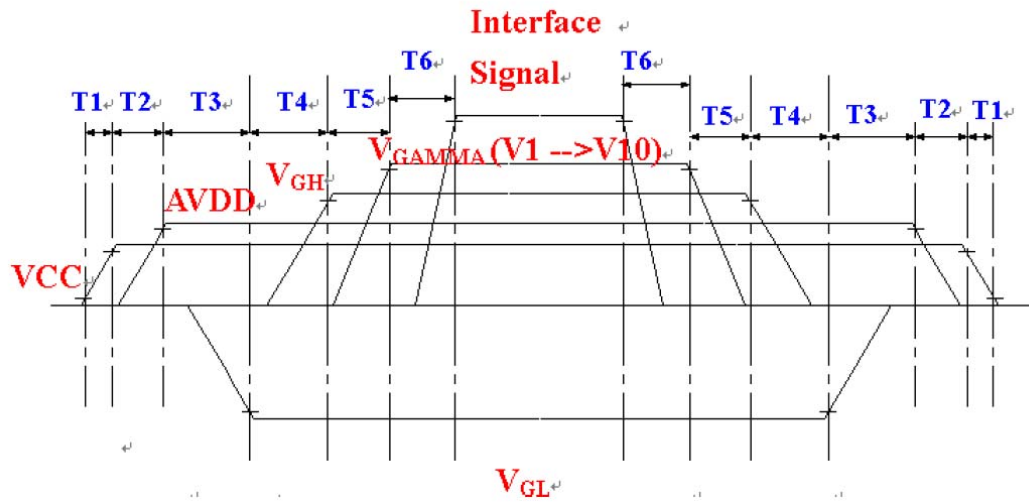 Interface
Signal
T6 T6
T1 T2 T3 T4 T5 T5 T4 T3 T2 T1
VGAMMA (V1 -->V10)
VGH
AVDD
VCC
VGL